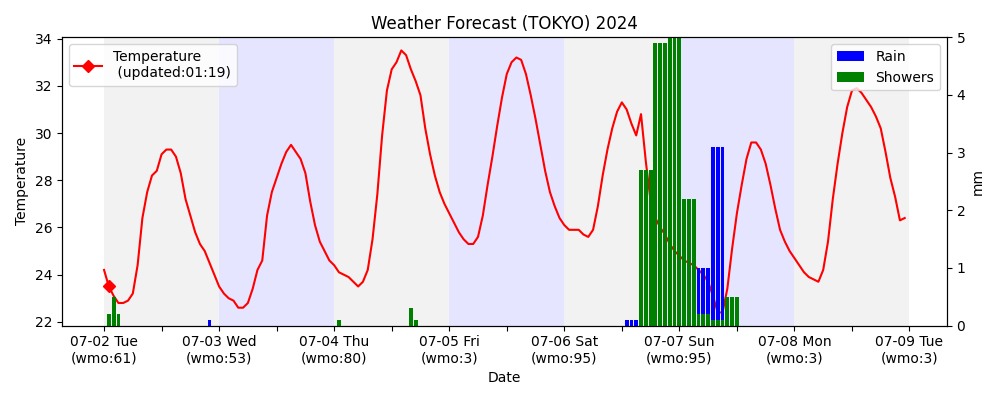 Weather Forecast (TOKYO) 2024
Temperature
(updated:01:19)
Rain
Showers
34
32
30
28
26
24
22
Temperature
5
4
3
2
1
0
mm
07-02 Tue
(wmo:61)
07-03 Wed
(wmo:53)
07-04 Thu
(wmo:80)
07-05 Fri
(wmo:3)
07-06 Sat
(wmo:95)
07-07 Sun
(wmo:95)
07-08 Mon
(wmo:3)
07-09 Tue
(wmo:3)
Date